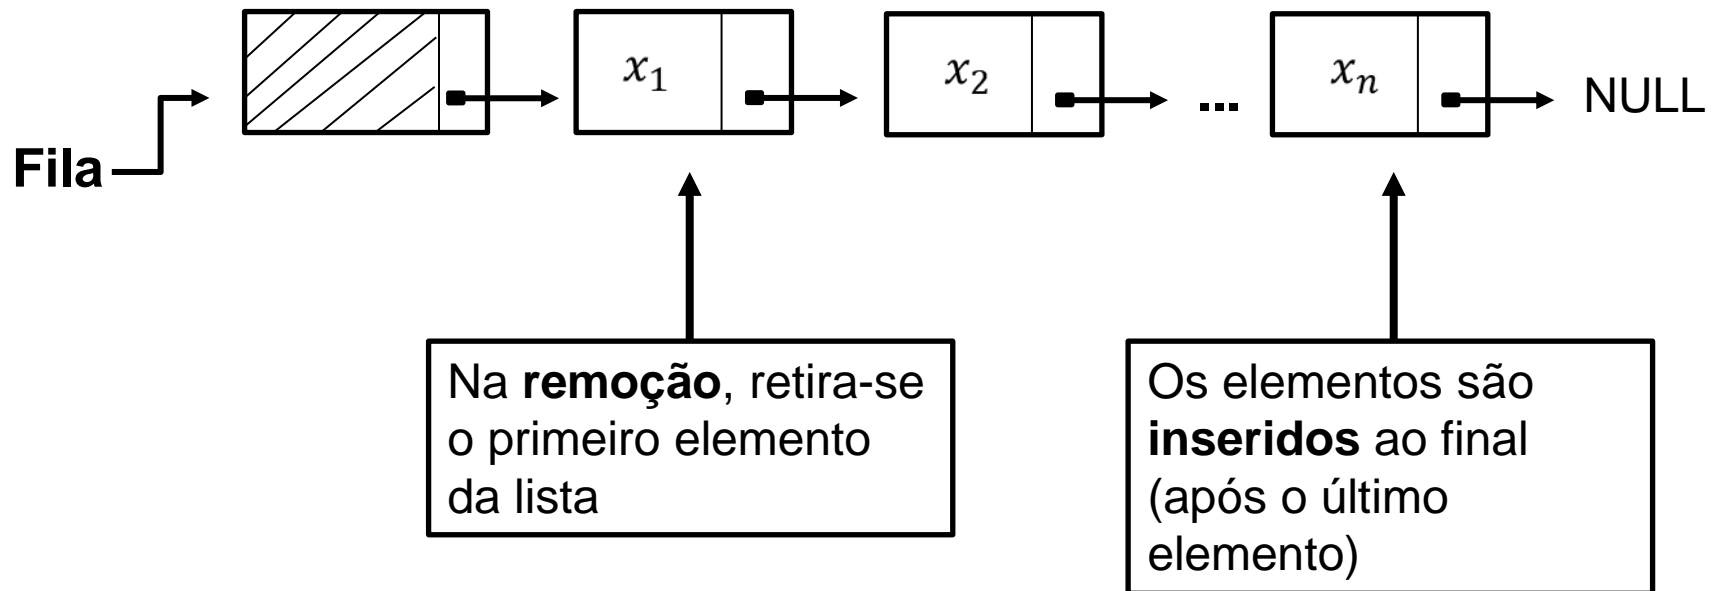 x₁
x₂
...
xₙ
NULL
Fila
Na remoção, retira-se
o primeiro elemento
da lista
Os elementos são
inseridos ao final
(após o último
elemento)